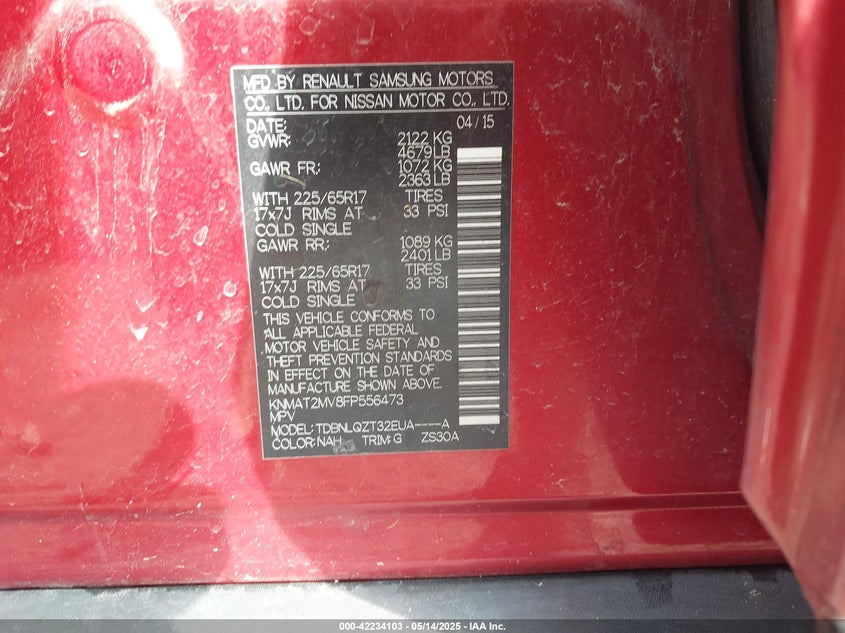 MFD BY RENAULT SAMSUNG MOTORS
CO., LTD. FOR NISSAN MOTOR CO., LTD.
DATE: 04/15
GVWR: 2122 KG
4679 LB
GAWR FR: 1072 KG
2363 LB
WITH 225/65R17 TIRES
17x7J RIMS AT 33 PSI
COLD SINGLE
GAWR RR: 1089 KG
2401 LB
WITH 225/65R17 TIRES
17x7J RIMS AT 33 PSI
COLD SINGLE
THIS VEHICLE CONFORMS TO
ALL APPLICABLE FEDERAL
MOTOR VEHICLE SAFETY AND
THEFT PREVENTION STANDARDS
IN EFFECT ON THE DATE OF
MANUFACTURE SHOWN ABOVE.
KNMAT2MV8FP556473
MPV
MODEL: TDBNLQZT32EUA----A
COLOR: NAH TRIM: G ZS30A
000-42234103 - 05/14/2025 - IAA Inc.